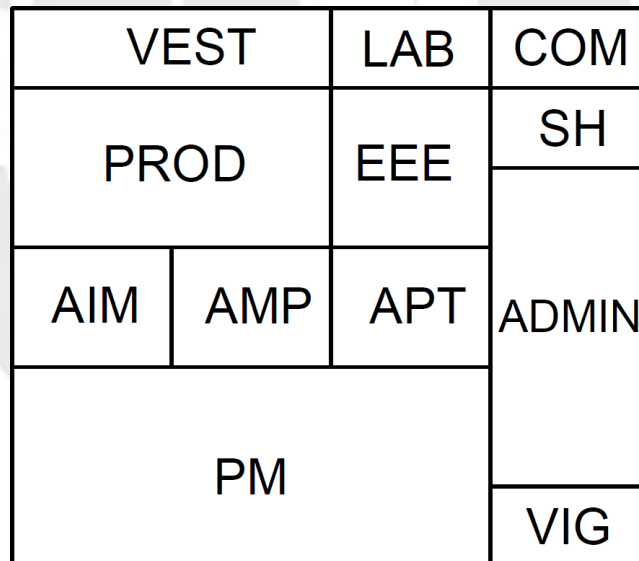 VEST
LAB
COM
SH
PROD
EEE
AIM
AMP
APT
ADMIN
PM
VIG